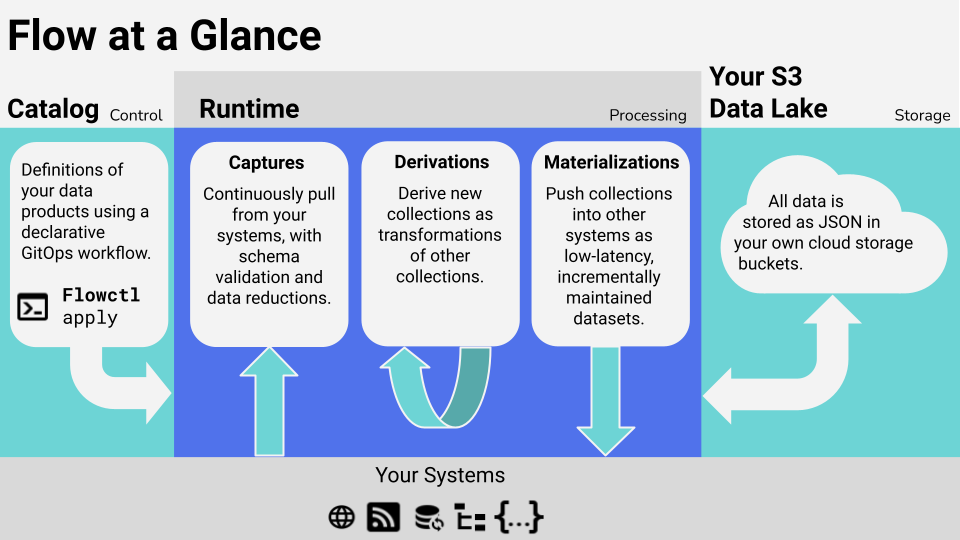 Flow at a Glance
Catalog Control
Definitions of
your data
products using a
declarative
GitOps workflow.
Flowctl
apply
Runtime
Processing
Captures
Continuously pull
from your
systems, with
schema
validation and
data reductions.
Derivations
Derive new
collections as
transformations
of other
collections.
Materializations
Push collections
into other
systems as
low-latency,
incrementally
maintained
datasets.
Your S3
Data Lake
Storage
All data is
stored as JSON in
your own cloud storage
buckets.
Your Systems
{...}